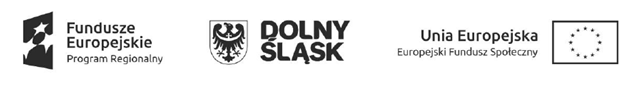 Fundusze
Europejskie
Program Regionalny
DOLNY
ŚLĄSK
Unia Europejska
Europejski Fundusz Społeczny